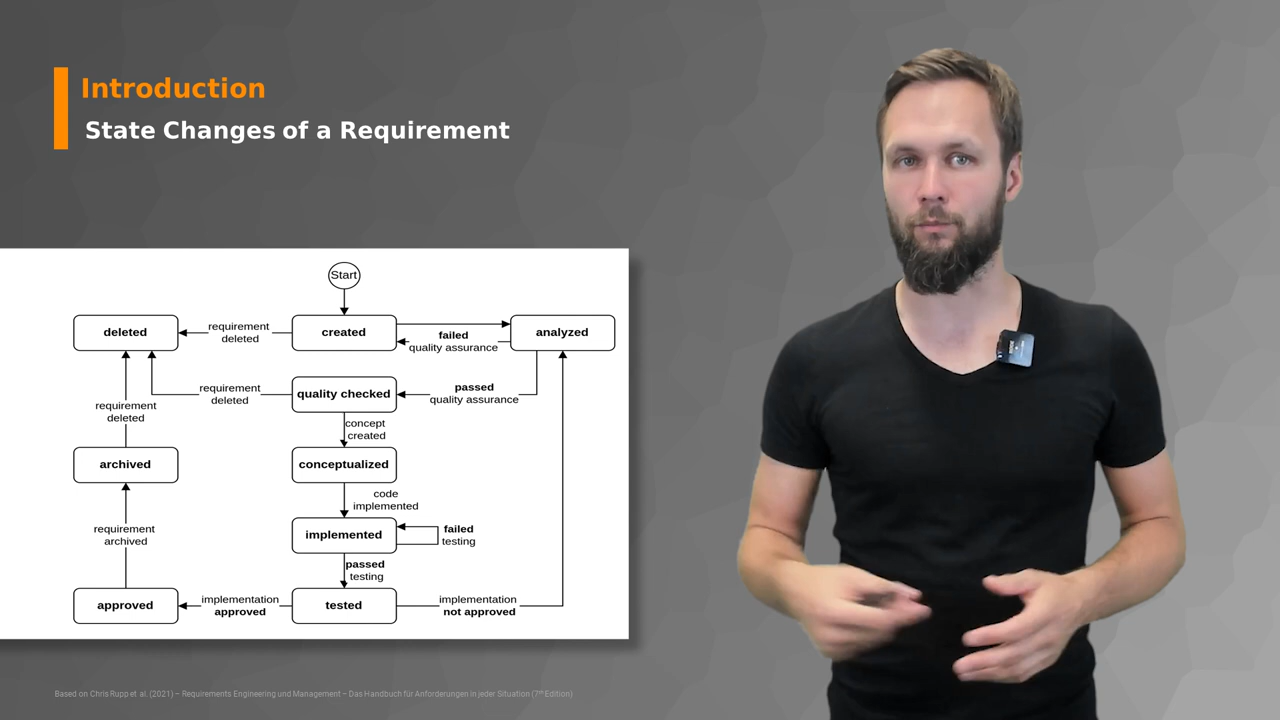 Introduction
State Changes of a Requirement
Start
deleted
requirement
deleted
created
failed
quality assurance
analyzed
requirement
deleted
quality checked
passed
quality assurance
requirement
deleted
concept
created
archived
conceptualized
code
implemented
requirement
archived
implemented
failed
testing
passed
testing
approved
implementation
approved
tested
implementation
not approved
Based on Chris Rupp et al. (2021) – Requirements Engineering und Management – Das Handbuch für Anforderungen in jeder Situation (7th Edition)